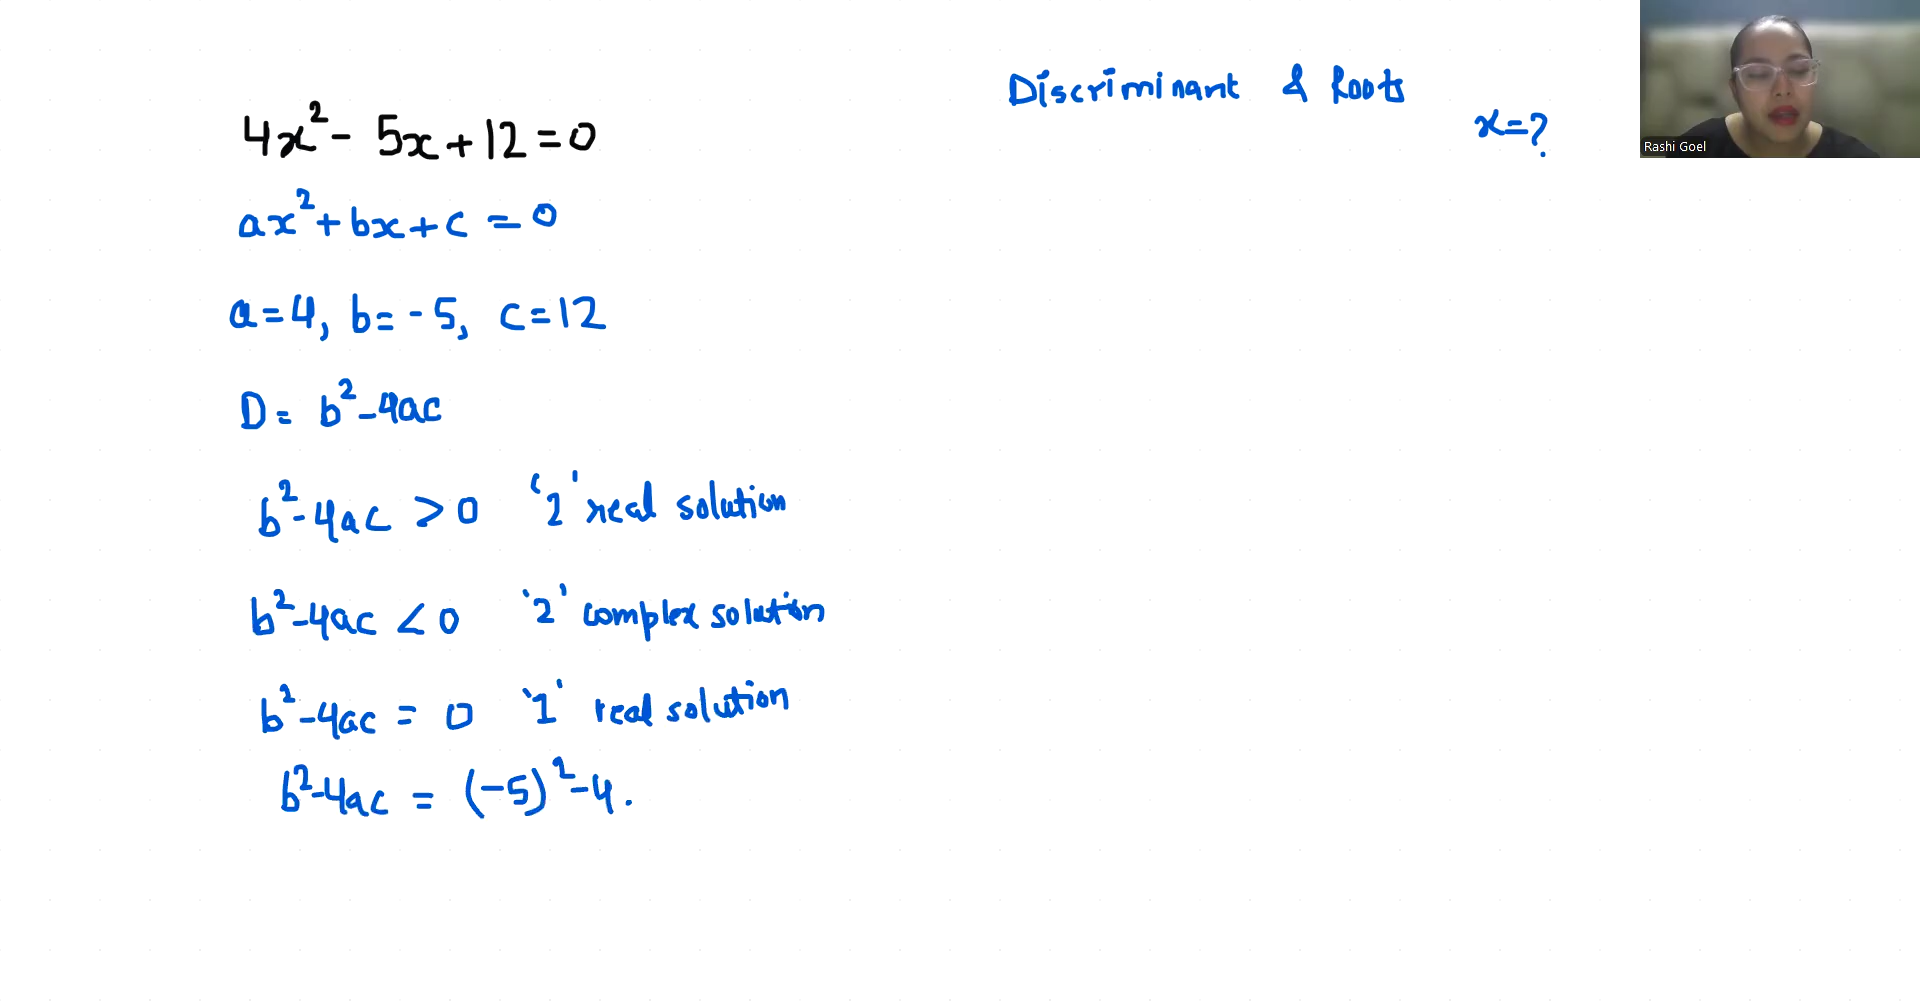 Discriminant & Roots
x=?
Rashi Goel
4x² - 5x + 12 = 0
ax² + bx + c = 0
a=4, b= -5, c=12
D = b² - 4ac
b² - 4ac > 0 '2' real solution
b² - 4ac < 0 '2' complex solution
b² - 4ac = 0 '1' real solution
b² - 4ac = (-5)² - 4.